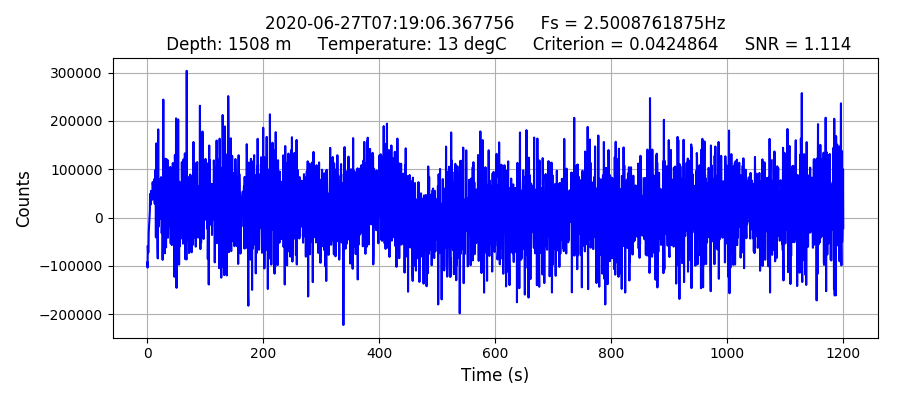 2020-06-27T07:19:06.367756 Fs = 2.5008761875Hz
Depth: 1508 m Temperature: 13 degC Criterion = 0.0424864 SNR = 1.114
300000
200000
100000
0
−100000
−200000
Counts
0 200 400 600 800 1000 1200
Time (s)